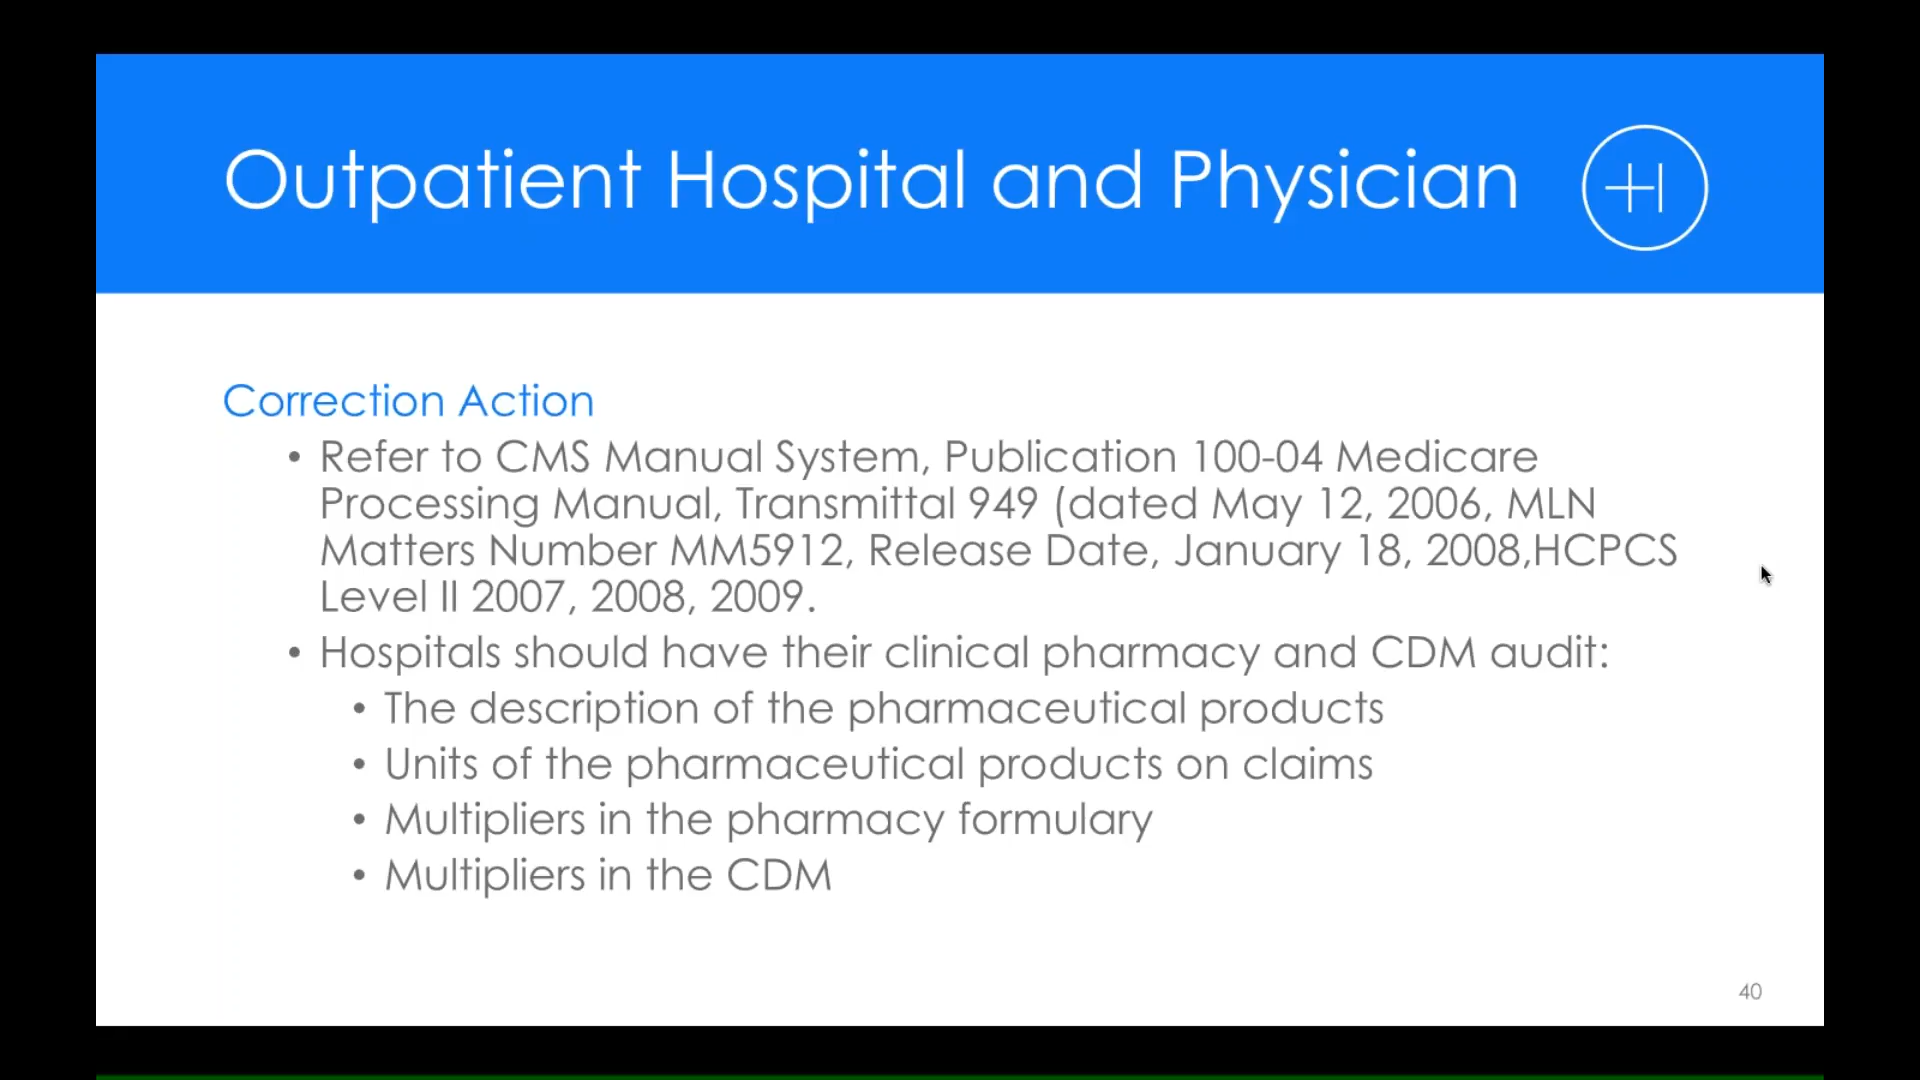 Outpatient Hospital and Physician
Correction Action
• Refer to CMS Manual System, Publication 100-04 Medicare
Processing Manual, Transmittal 949 (dated May 12, 2006, MLN
Matters Number MM5912, Release Date, January 18, 2008,HCPCS
Level II 2007, 2008, 2009.
• Hospitals should have their clinical pharmacy and CDM audit:
• The description of the pharmaceutical products
• Units of the pharmaceutical products on claims
• Multipliers in the pharmacy formulary
• Multipliers in the CDM
40